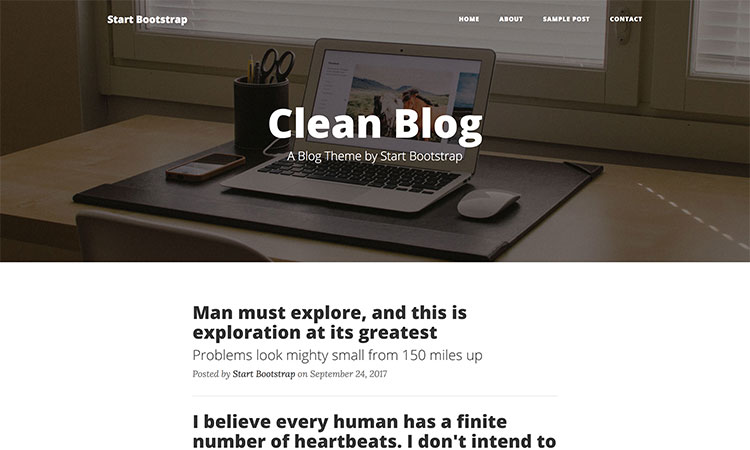 Start Bootstrap
HOME ABOUT SAMPLE POST CONTACT
Clean Blog
A Blog Theme by Start Bootstrap
Man must explore, and this is
exploration at its greatest
Problems look mighty small from 150 miles up
Posted by Start Bootstrap on September 24, 2017
I believe every human has a finite
number of heartbeats. I don't intend to